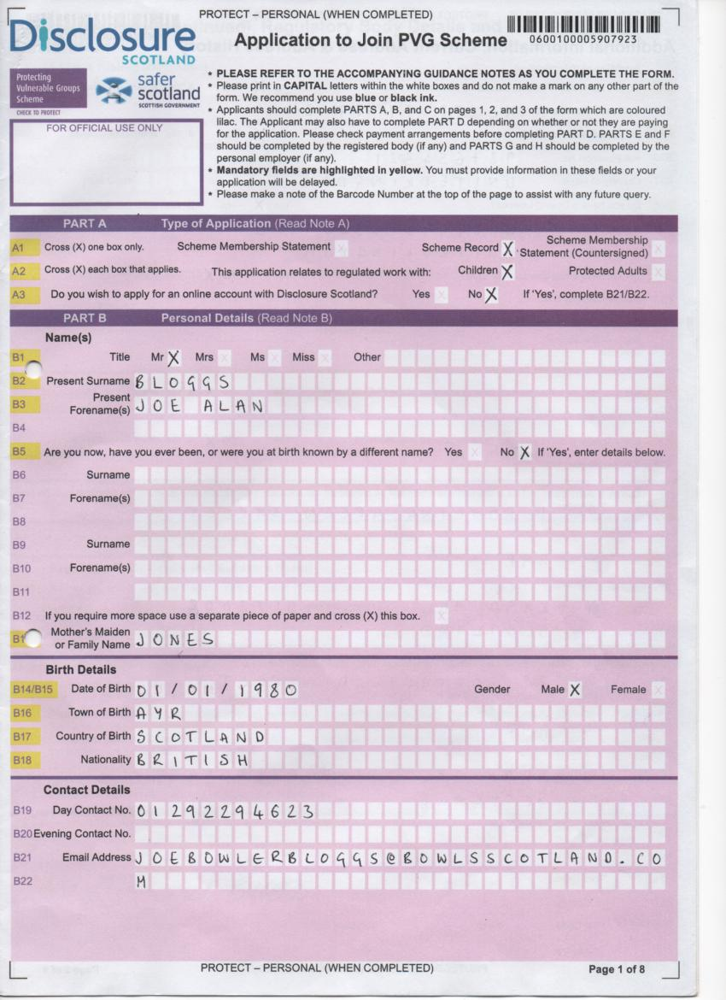 PROTECT – PERSONAL (WHEN COMPLETED)
Disclosure
SCOTLAND
Application to Join PVG Scheme
0600100005907923
Protecting
Vulnerable Groups
Scheme
CHECK TO PROTECT
safer
scotland
SCOTTISH GOVERNMENT
FOR OFFICIAL USE ONLY
* PLEASE REFER TO THE ACCOMPANYING GUIDANCE NOTES AS YOU COMPLETE THE FORM.
* Please print in CAPITAL letters within the white boxes and do not make a mark on any other part of the
form. We recommend you use blue or black ink.
* Applicants should complete PARTS A, B, and C on pages 1, 2, and 3 of the form which are coloured
lilac. The Applicant may also have to complete PART D depending on whether or not they are paying
for the application. Please check payment arrangements before completing PART D. PARTS E and F
should be completed by the registered body (if any) and PARTS G and H should be completed by the
personal employer (if any).
* Mandatory fields are highlighted in yellow. You must provide information in these fields or your
application will be delayed.
* Please make a note of the Barcode Number at the top of the page to assist with any future query.
PART A Type of Application (Read Note A)
A1 Cross (X) one box only. Scheme Membership Statement X Scheme Record X Scheme Membership Statement (Countersigned) X
A2 Cross (X) each box that applies. This application relates to regulated work with: Children X Protected Adults X
A3 Do you wish to apply for an online account with Disclosure Scotland? Yes X No X If 'Yes', complete B21/B22.
PART B Personal Details (Read Note B)
Name(s)
B1 Title Mr X Mrs X Ms X Miss X Other
B2 Present Surname BLOGGS
B3 Present Forename(s) JOE ALAN
B4
B5 Are you now, have you ever been, or were you at birth known by a different name? Yes X No X If 'Yes', enter details below.
B6 Surname
B7 Forename(s)
B8
B9 Surname
B10 Forename(s)
B11
B12 If you require more space use a separate piece of paper and cross (X) this box. X
B1 Mother's Maiden or Family Name JONES
Birth Details
B14/B15 Date of Birth 01/01/1980 Gender Male X Female X
B16 Town of Birth AYR
B17 Country of Birth SCOTLAND
B18 Nationality BRITISH
Contact Details
B19 Day Contact No. 01292294623
B20 Evening Contact No.
B21 Email Address JOEBOWLERBLOGGS@BOWLSSCOTLAND.CO
B22 M
PROTECT – PERSONAL (WHEN COMPLETED)
Page 1 of 8